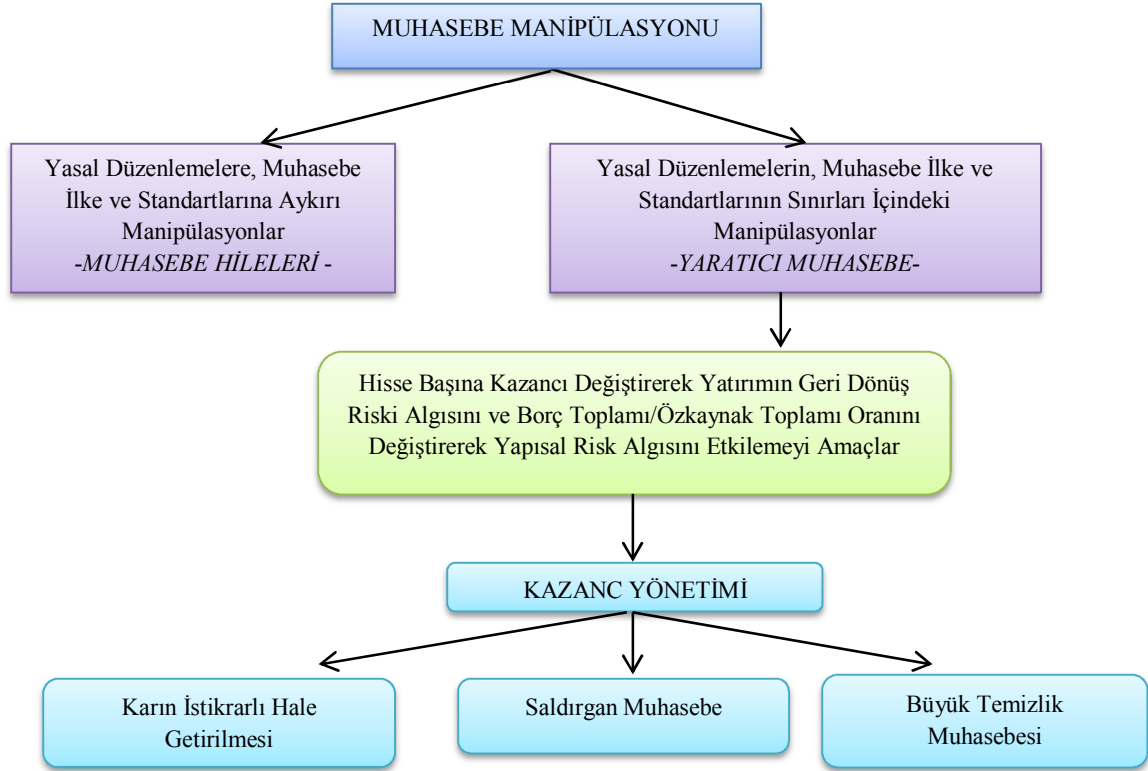 MUHASEBE MANİPÜLASYONU
Yasal Düzenlemelere, Muhasebe
İlke ve Standartlarına Aykırı
Manipülasyonlar
-MUHASEBE HİLELERİ -
Yasal Düzenlemelerin, Muhasebe İlke ve
Standartlarının Sınırları İçindeki
Manipülasyonlar
-YARATICI MUHASEBE-
Hisse Başına Kazancı Değiştirerek Yatırımın Geri Dönüş
Riski Algısını ve Borç Toplamı/Özkaynak Toplamı Oranını
Değiştirerek Yapısal Risk Algısını Etkilemeyi Amaçlar
KAZANC YÖNETİMİ
Karın İstikrarlı Hale
Getirilmesi
Saldırgan Muhasebe
Büyük Temizlik
Muhasebesi